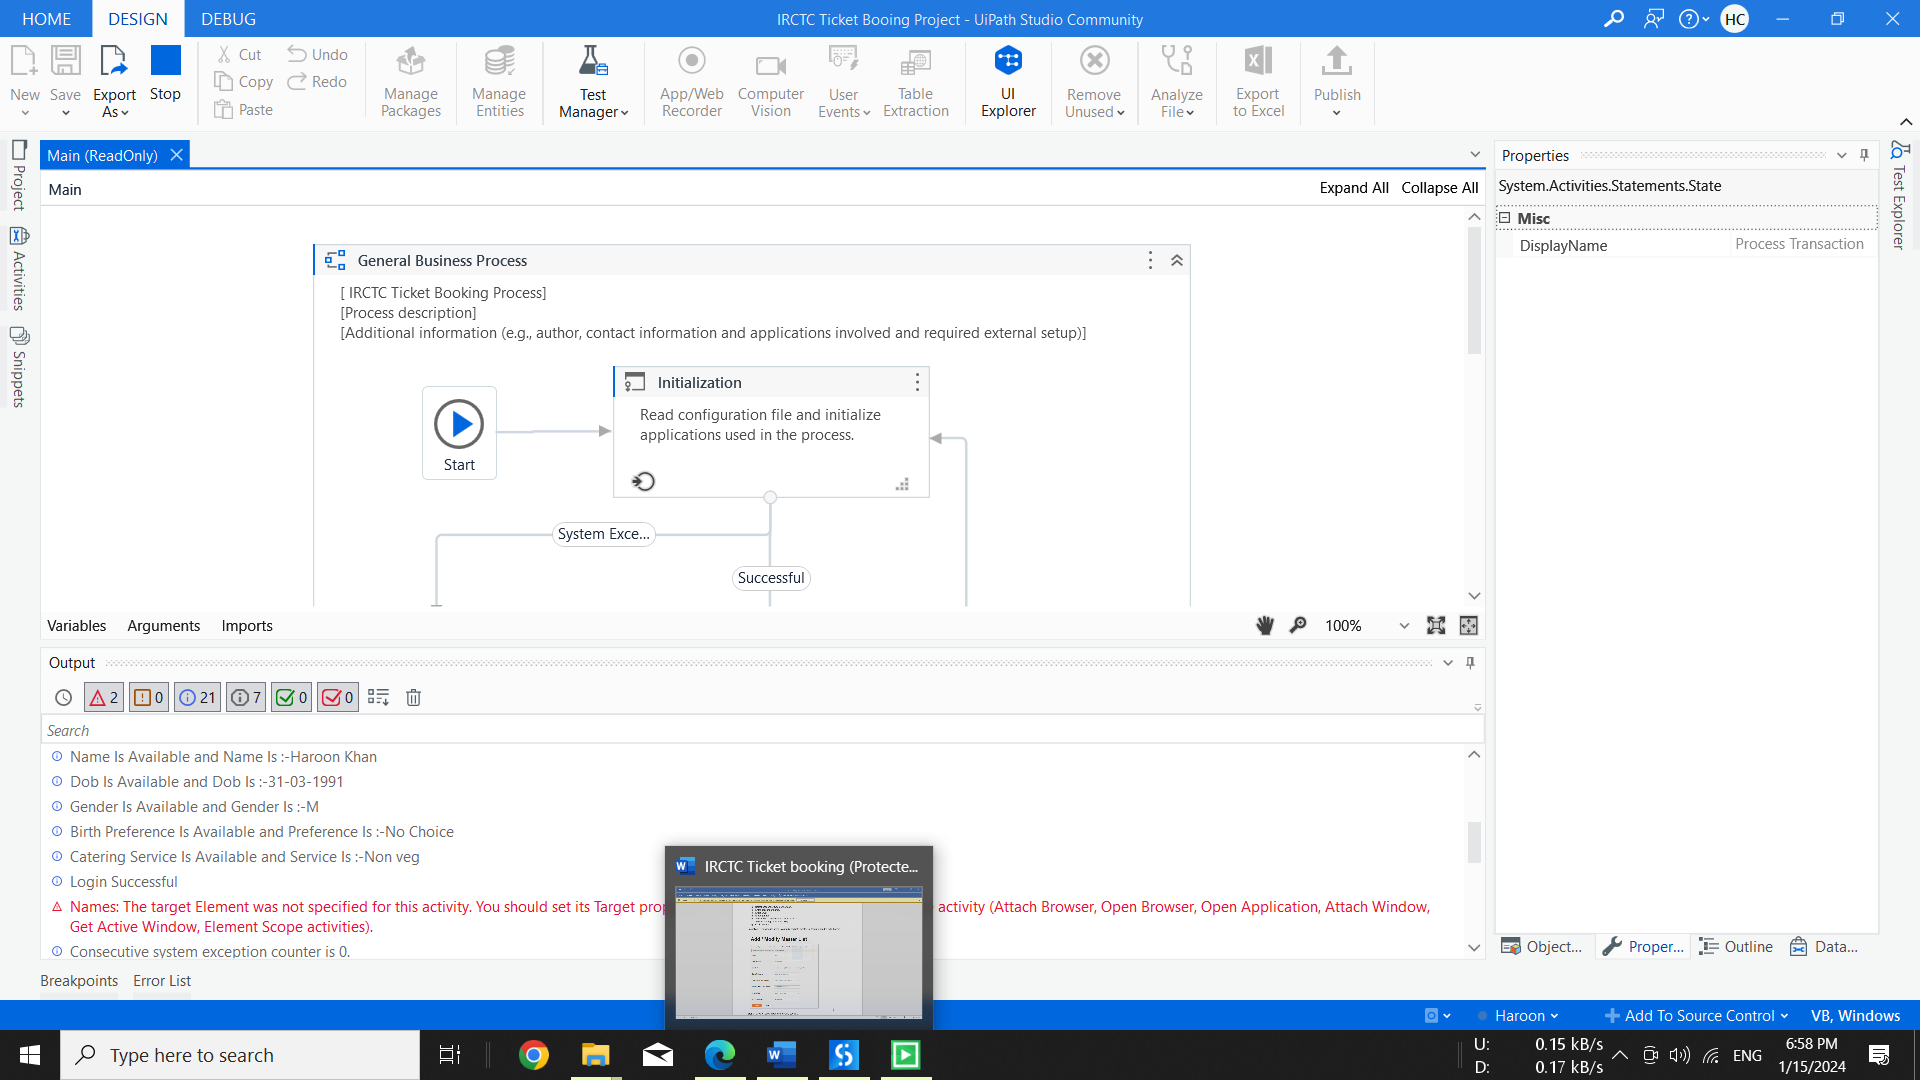 HOME DESIGN DEBUG IRCTC Ticket Booing Project - UiPath Studio Community HC
New Save Export As Stop
Cut Copy Paste Undo Redo
Manage Packages
Manage Entities
Test Manager
App/Web Recorder
Computer Vision
User Events
Table Extraction
UI Explorer
Remove Unused
Analyze File
Export to Excel
Publish
Project
Activities
Snippets
Main (ReadOnly)
Main Expand All Collapse All
General Business Process
[ IRCTC Ticket Booking Process]
[Process description]
[Additional information (e.g., author, contact information and applications involved and required external setup)]
Start
Initialization
Read configuration file and initialize
applications used in the process.
System Exce...
Successful
Variables Arguments Imports 100%
Properties
System.Activities.Statements.State
Misc
DisplayName Process Transaction
Test Explorer
Output
2 0 21 7 0 0
Search
Name Is Available and Name Is :-Haroon Khan
Dob Is Available and Dob Is :-31-03-1991
Gender Is Available and Gender Is :-M
Birth Preference Is Available and Preference Is :-No Choice
Catering Service Is Available and Service Is :-Non veg
Login Successful
Names: The target Element was not specified for this activity. You should set its Target prop activity (Attach Browser, Open Browser, Open Application, Attach Window,
Get Active Window, Element Scope activities).
Consecutive system exception counter is 0.
IRCTC Ticket booking (Protecte...
Add / Modify Master List
Object... Proper... Outline Data...
Breakpoints Error List
Haroon Add To Source Control VB, Windows
Type here to search
U: 0.15 kB/s
D: 0.17 kB/s
ENG
6:58 PM
1/15/2024